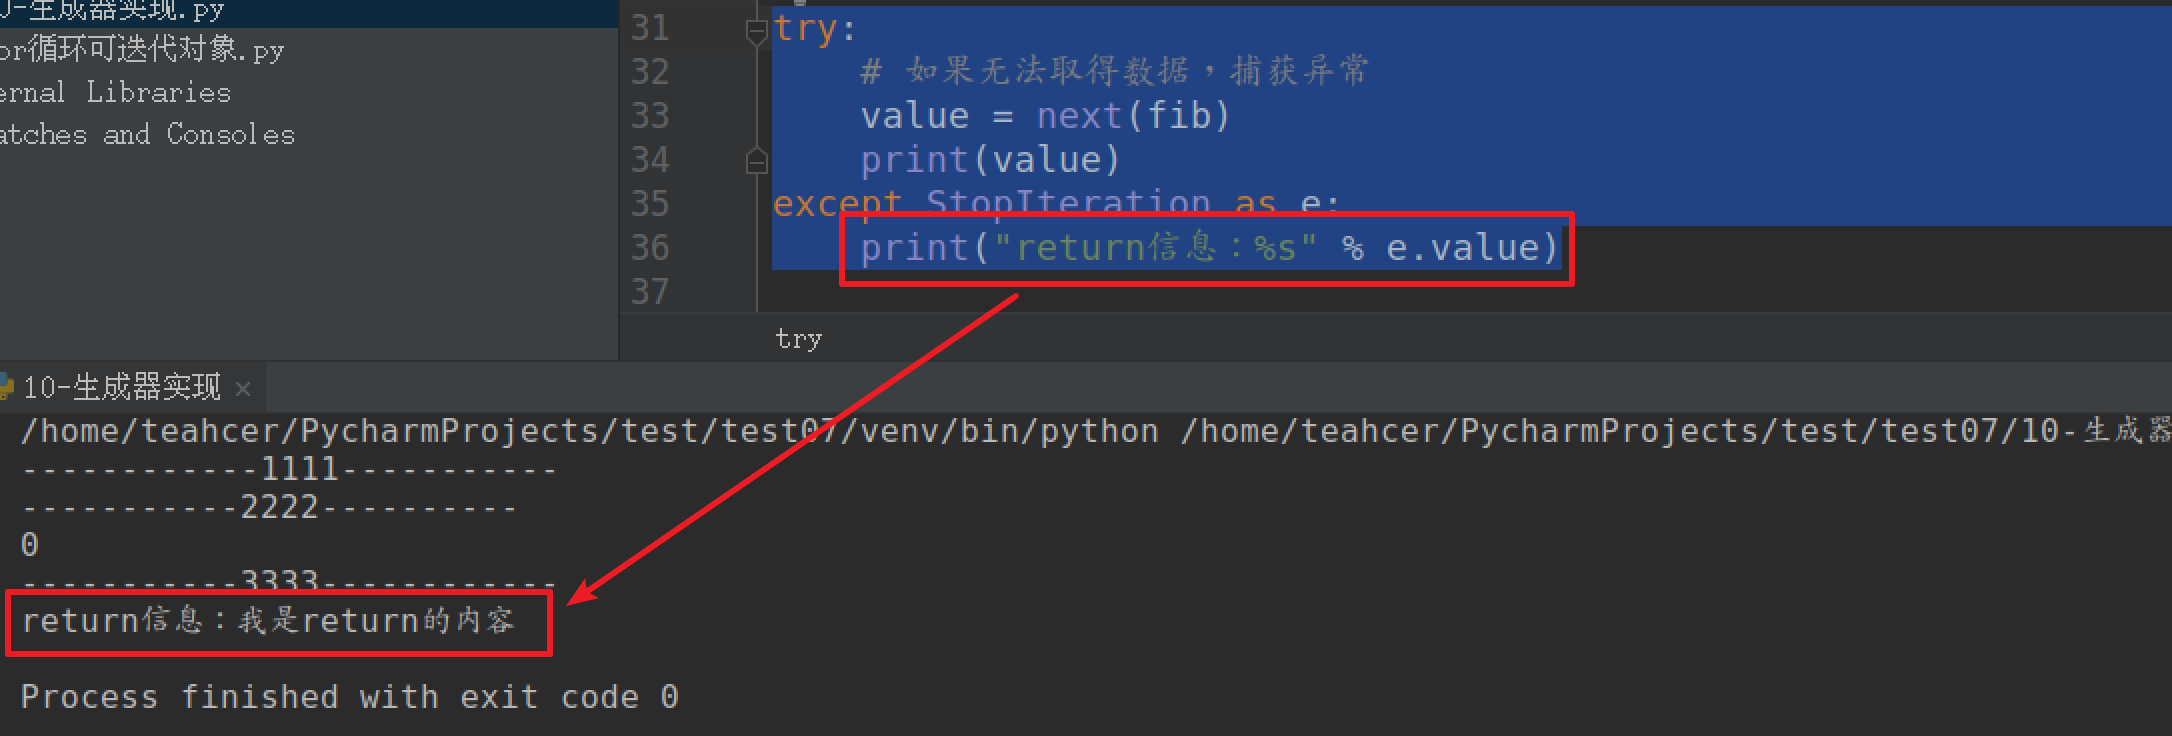 -生成器实现.py
or循环可迭代对象.py
ernal Libraries
atches and Consoles
31 try:
32 # 如果无法取得数据，捕获异常
33 value = next(fib)
34 print(value)
35 except StopIteration as e:
36 print("return信息：%s" % e.value)
37
try
10-生成器实现 ×
/home/teahcer/PycharmProjects/test/test07/venv/bin/python /home/teahcer/PycharmProjects/test/test07/10-生成器
------------1111-----------
-----------2222----------
0
-----------3333------------
return信息：我是return的内容
Process finished with exit code 0